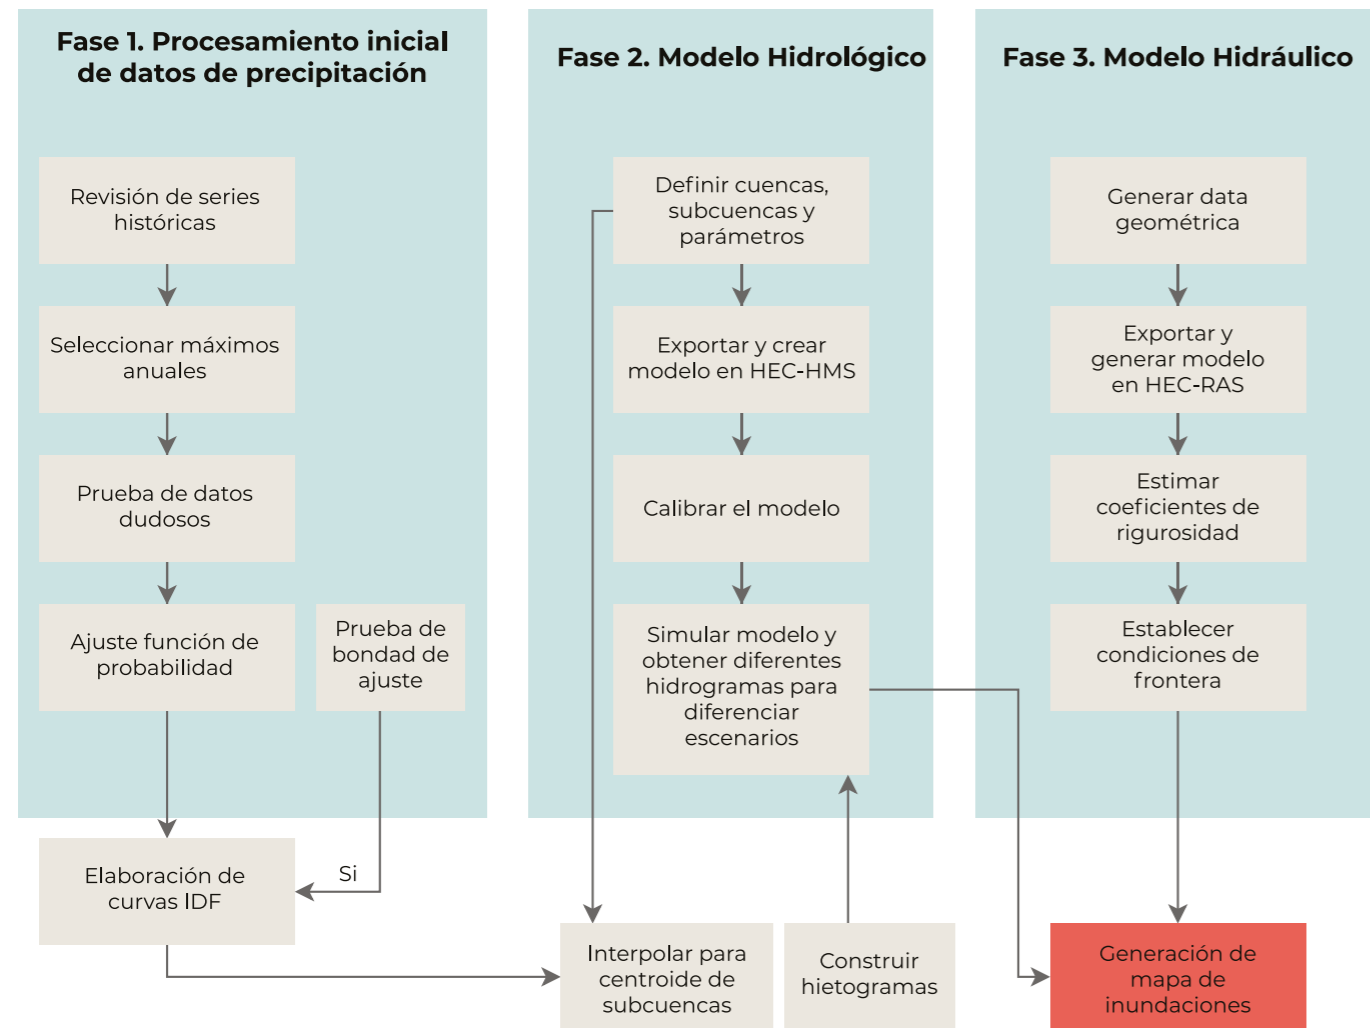 Fase 1. Procesamiento inicial
de datos de precipitación
Revisión de series
históricas
Seleccionar máximos
anuales
Prueba de datos
dudosos
Ajuste función de
probabilidad
Prueba de
bondad de
ajuste
Elaboración de
curvas IDF
Si
Fase 2. Modelo Hidrológico
Definir cuencas,
subcuencas y
parámetros
Exportar y crear
modelo en HEC-HMS
Calibrar el modelo
Simular modelo y
obtener diferentes
hidrogramas para
diferenciar
escenarios
Interpolar para
centroide de
subcuencas
Construir
hietogramas
Fase 3. Modelo Hidráulico
Generar data
geométrica
Exportar y
generar modelo
en HEC-RAS
Estimar
coeficientes de
rigurosidad
Establecer
condiciones de
frontera
Generación de
mapa de
inundaciones